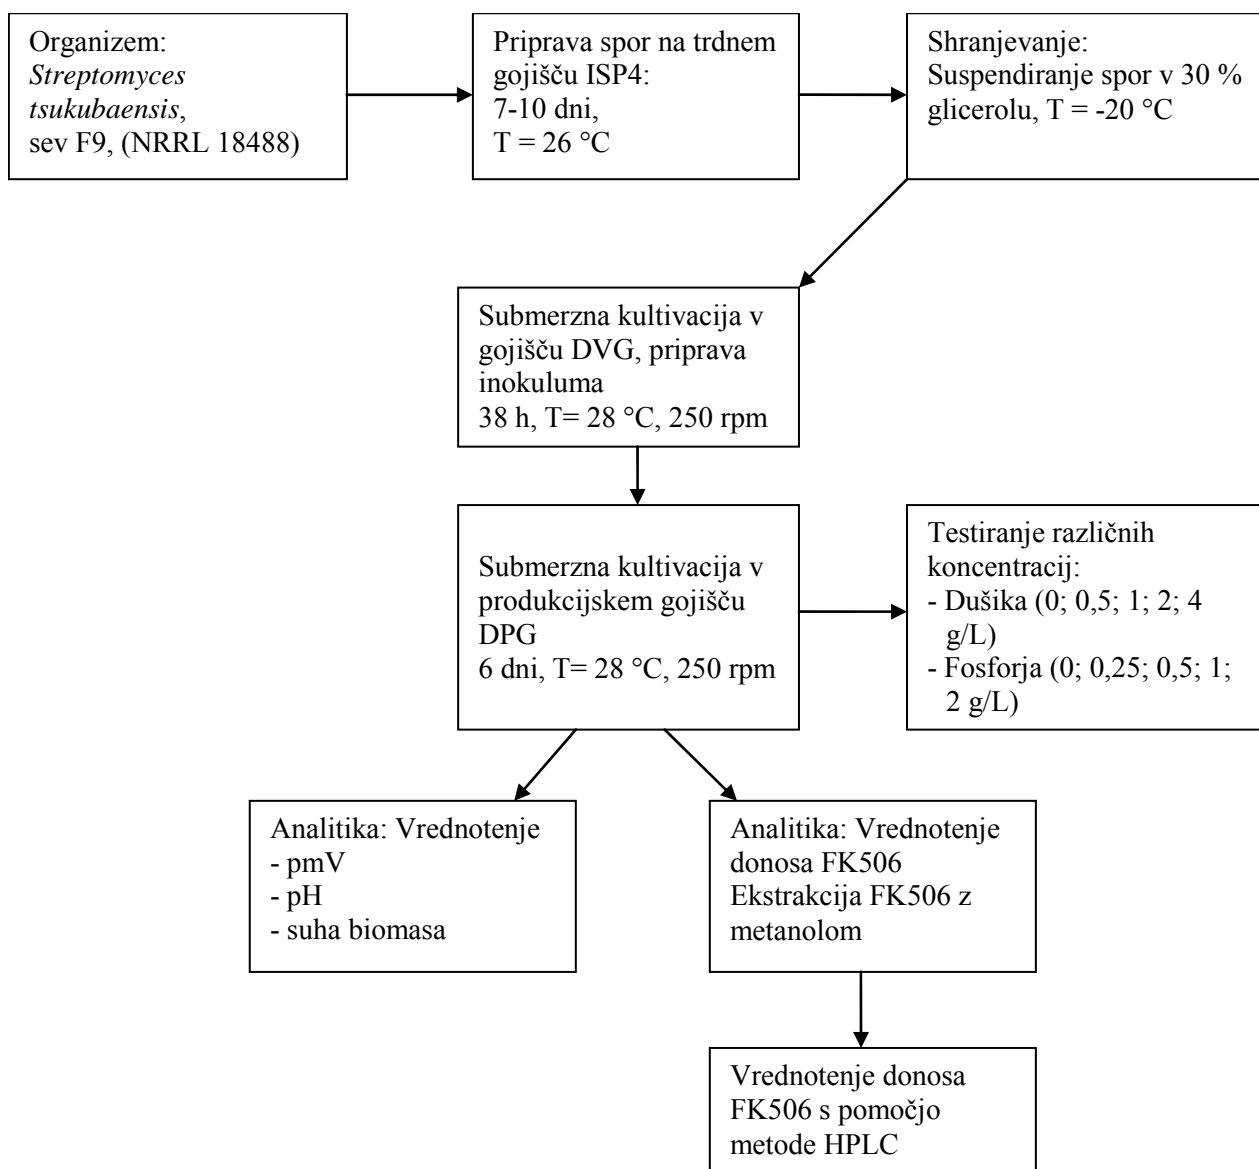 Organizem:
Streptomyces
tsukubaensis,
sev F9, (NRRL 18488)
Priprava spor na trdnem
gojišču ISP4:
7-10 dni,
T = 26 °C
Shranjevanje:
Suspendiranje spor v 30 %
glicerolu, T = -20 °C
Submerzna kultivacija v
gojišču DVG, priprava
inokuluma
38 h, T= 28 °C, 250 rpm
Submerzna kultivacija v
produkcijskem gojišču
DPG
6 dni, T= 28 °C, 250 rpm
Testiranje različnih
koncentracij:
- Dušika (0; 0,5; 1; 2; 4
g/L)
- Fosforja (0; 0,25; 0,5; 1;
2 g/L)
Analitika: Vrednotenje
- pmV
- pH
- suha biomasa
Analitika: Vrednotenje
donosa FK506
Ekstrakcija FK506 z
metanolom
Vrednotenje donosa
FK506 s pomočjo
metode HPLC